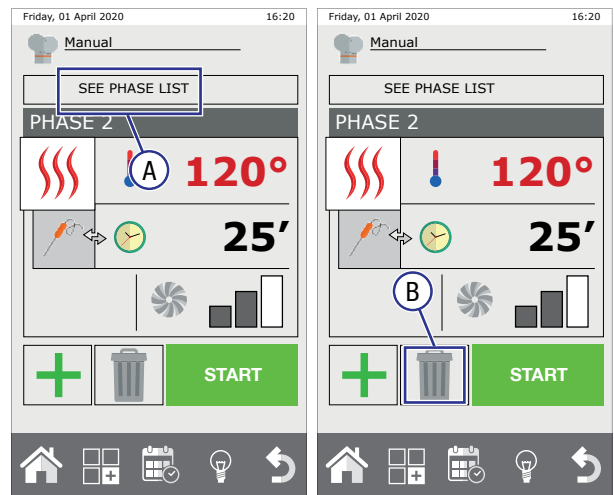 Friday, 01 April 2020 16:20
Manual
SEE PHASE LIST
PHASE 2
A
120°
25′
START
Friday, 01 April 2020 16:20
Manual
SEE PHASE LIST
PHASE 2
120°
25′
B
START